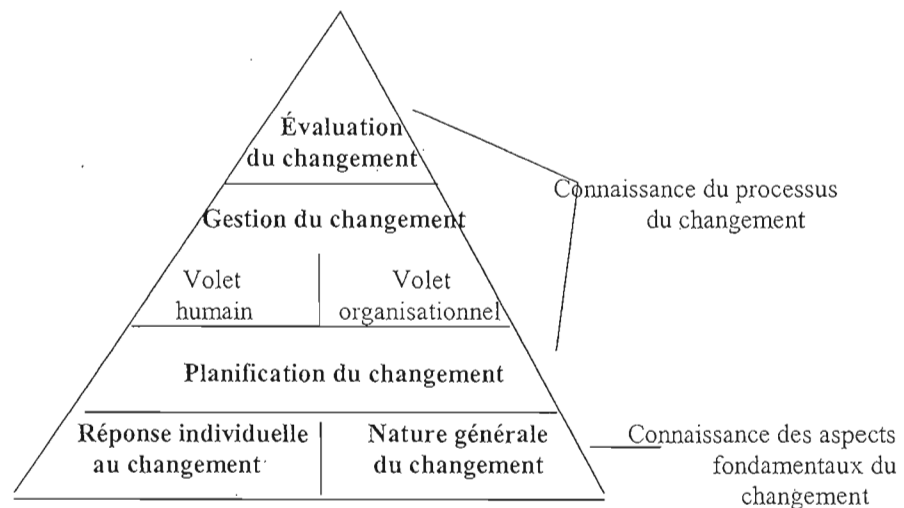 Évaluation
du changement
Connaissance du processus
du changement
Gestion du changement
Volet
humain
Volet
organisationnel
Planification du changement
Réponse individuelle
au changement
Nature générale
du changement
Connaissance des aspects
fondamentaux du
changement